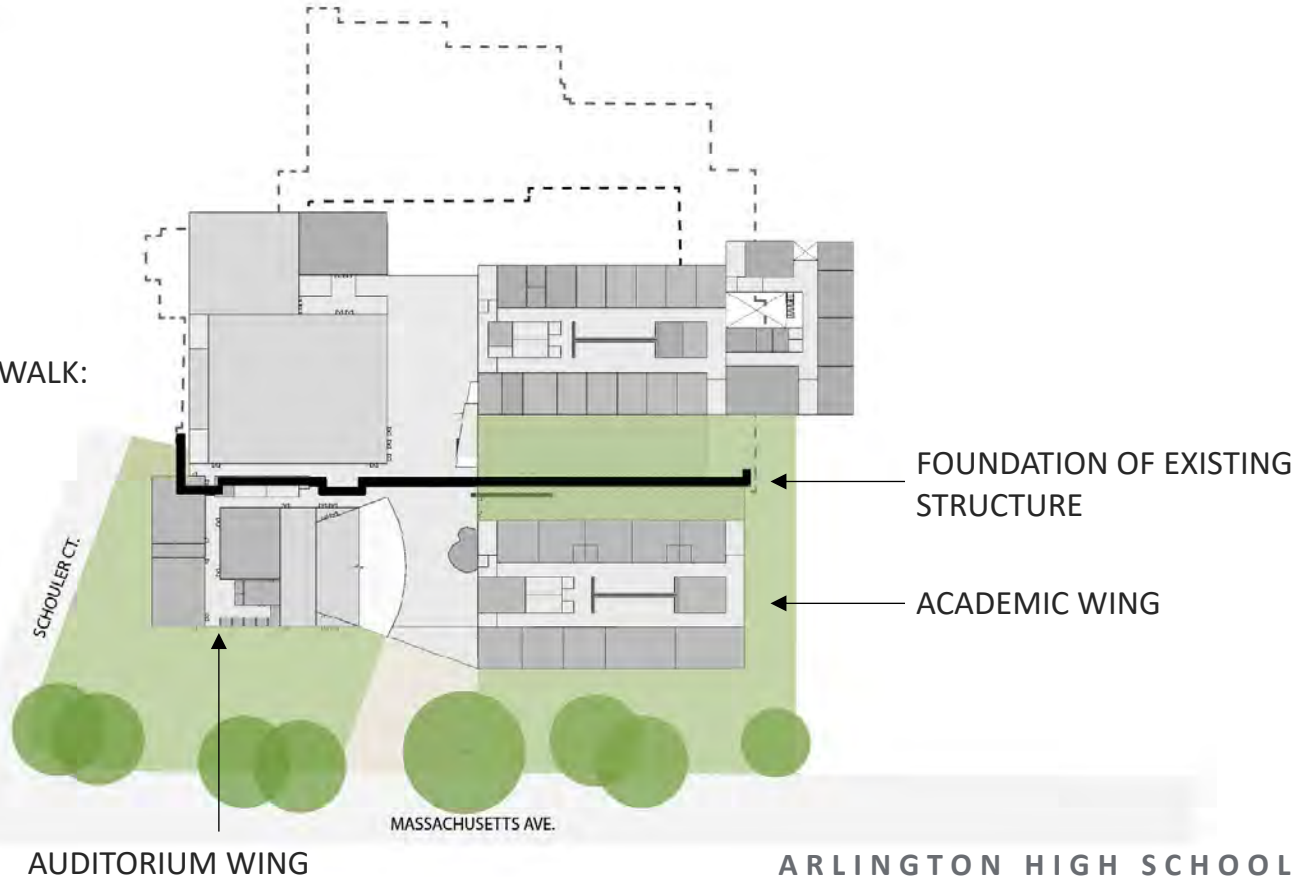 WALK:
FOUNDATION OF EXISTING
STRUCTURE
SCHOULER CT.
ACADEMIC WING
MASSACHUSETTS AVE.
AUDITORIUM WING
ARLINGTON HIGH SCHOOL